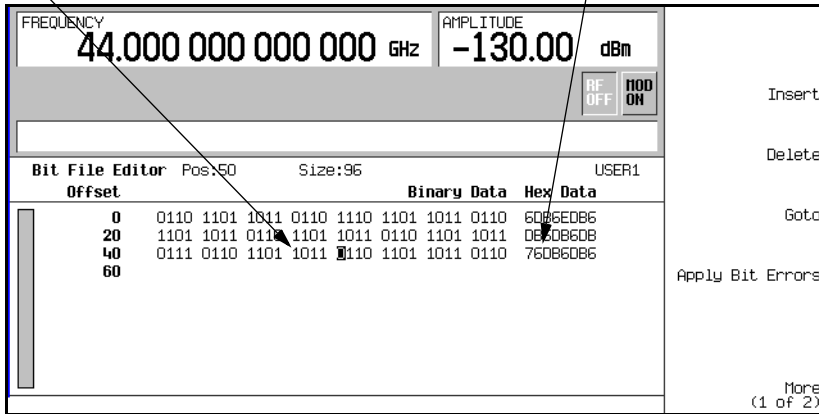 FREQUENCY
44.000 000 000 000 GHz
AMPLITUDE
-130.00 dBm
RF OFF
MOD ON
Insert
Delete
Bit File Editor Pos:50 Size:96 USER1
Offset Binary Data Hex Data
0 0110 1101 1011 0110 1110 1101 1011 0110 6DB6EDB6
20 1101 1011 0110 1101 1011 0110 1101 1011 DB6DB6DB
40 0111 0110 1101 1011 0110 1101 1011 0110 76DB6DB6
60
Goto
Apply Bit Errors
More
(1 of 2)